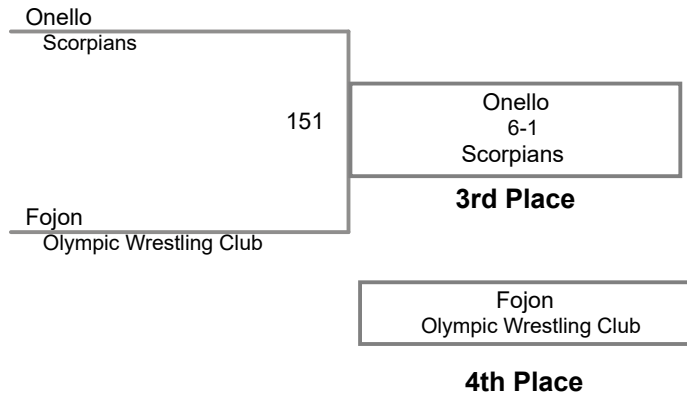 Onello
Scorpians
151
Onello
6-1
Scorpians
3rd Place
Fojon
Olympic Wrestling Club
Fojon
Olympic Wrestling Club
4th Place